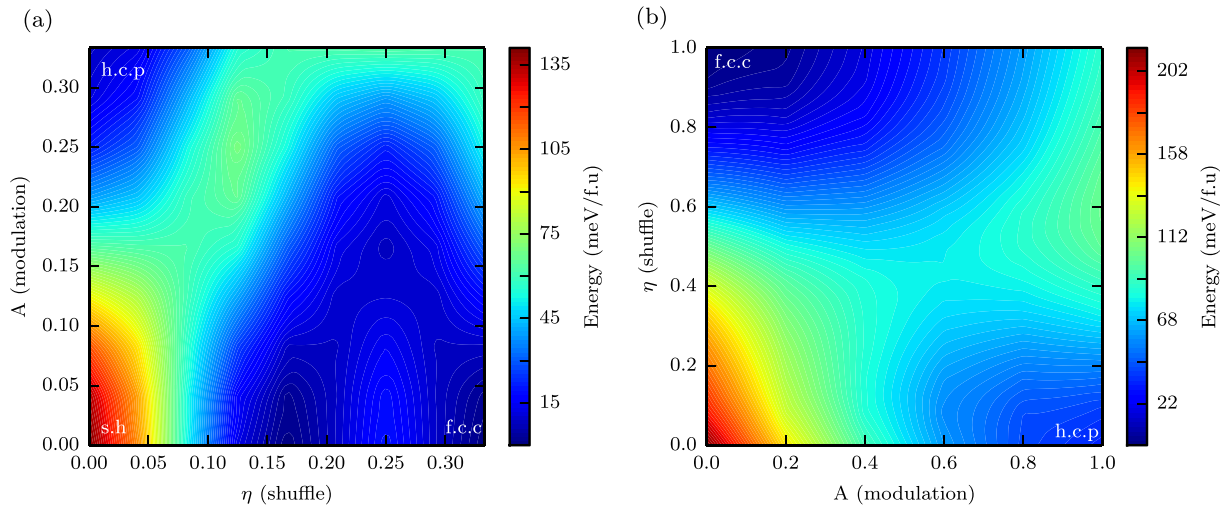 (a)
h.c.p
s.h
f.c.c
0.00
0.05
0.10
0.15
0.20
0.25
0.30
A (modulation)
0.00 0.05 0.10 0.15 0.20 0.25 0.30
η (shuffle)
135
105
75
45
15
Energy (meV/f.u)
(b)
f.c.c
h.c.p
1.0
0.8
0.6
0.4
0.2
0.0
η (shuffle)
0.0 0.2 0.4 0.6 0.8 1.0
A (modulation)
202
158
112
68
22
Energy (meV/f.u)